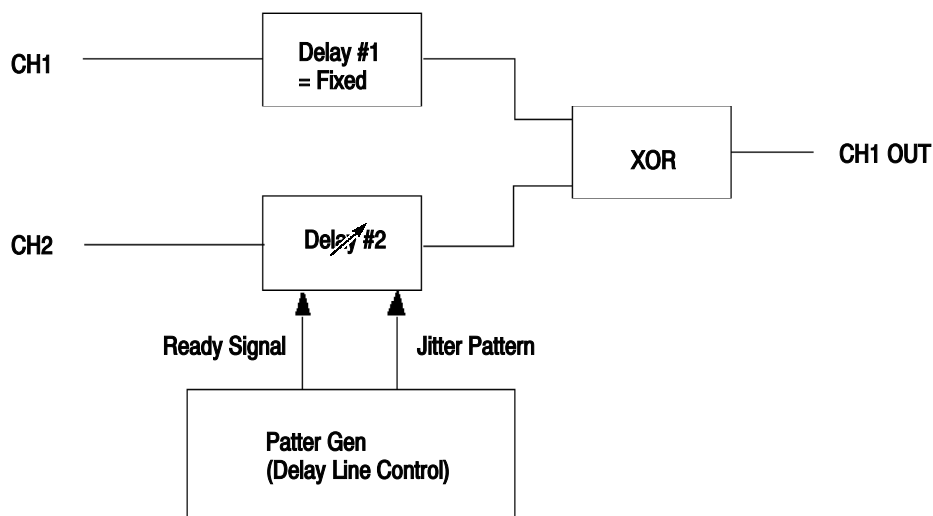 CH1
Delay #1
= Fixed
XOR
CH1 OUT
CH2
Delay #2
Ready Signal
Jitter Pattern
Patter Gen
(Delay Line Control)